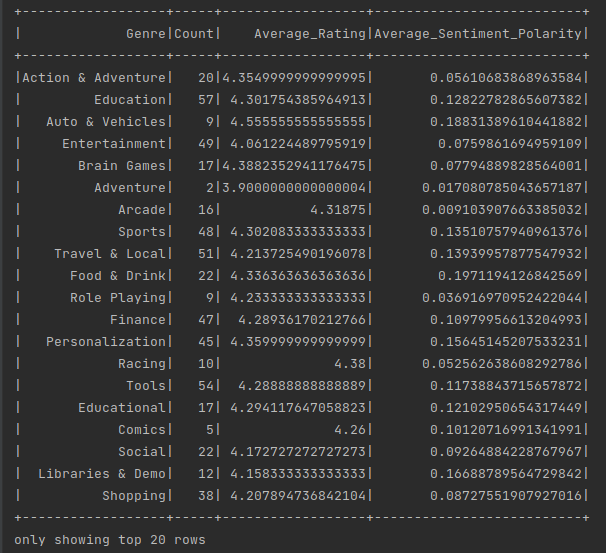 +------------------+-----+------------------+--------------------------+
|             Genre|Count|    Average_Rating|Average_Sentiment_Polarity|
+------------------+-----+------------------+--------------------------+
|Action & Adventure|   20|4.3549999999999995|       0.05610683868963584|
|         Education|   57| 4.301754385964913|       0.12822782865607382|
|   Auto & Vehicles|    9| 4.555555555555555|       0.18831389610441882|
|     Entertainment|   49| 4.061224489795919|        0.0759861694959109|
|       Brain Games|   17|4.3882352941176475|       0.07794889828564001|
|         Adventure|    2|3.9000000000000004|      0.017080785043657187|
|            Arcade|   16|           4.31875|      0.009103907663385032|
|            Sports|   48| 4.302083333333333|       0.13510757940961376|
|    Travel & Local|   51| 4.213725490196078|       0.13939957877547932|
|      Food & Drink|   22| 4.336363636363636|        0.1971194126842569|
|      Role Playing|    9| 4.233333333333333|      0.036916970952422044|
|           Finance|   47|  4.28936170212766|       0.10979956613204993|
|   Personalization|   45| 4.359999999999999|       0.15645145207533231|
|            Racing|   10|              4.38|      0.052562638608292786|
|             Tools|   54|  4.28888888888889|      0.11738843715657872|
|       Educational|   17| 4.294117647058823|       0.12102950654317449|
|            Comics|    5|              4.26|       0.10120716991341991|
|            Social|   22| 4.172727272727273|       0.09264884228767967|
|  Libraries & Demo|   12| 4.158333333333333|       0.16688789564729842|
|          Shopping|   38| 4.207894736842104|       0.08727551907927016|
+------------------+-----+------------------+--------------------------+
only showing top 20 rows